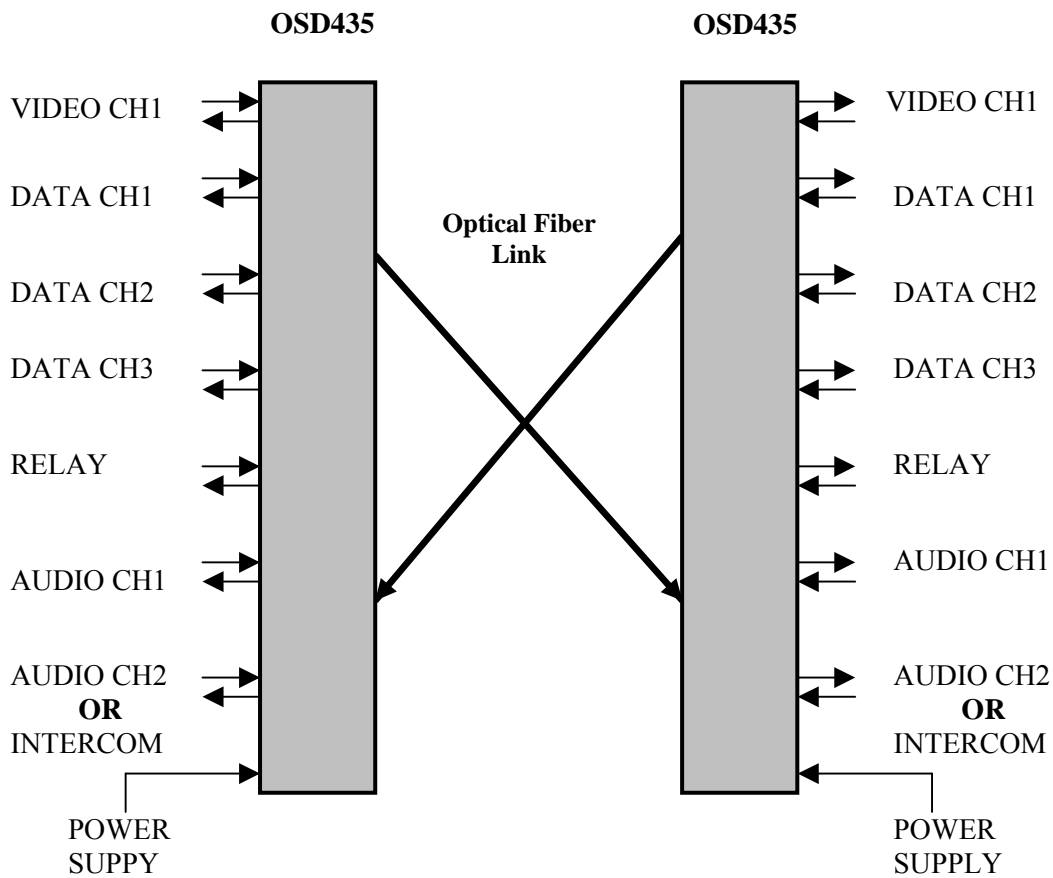 OSD435
OSD435
VIDEO CH1
VIDEO CH1
DATA CH1
DATA CH1
Optical Fiber
Link
DATA CH2
DATA CH2
DATA CH3
DATA CH3
RELAY
RELAY
AUDIO CH1
AUDIO CH1
AUDIO CH2
OR
INTERCOM
AUDIO CH2
OR
INTERCOM
POWER
SUPPY
POWER
SUPPLY